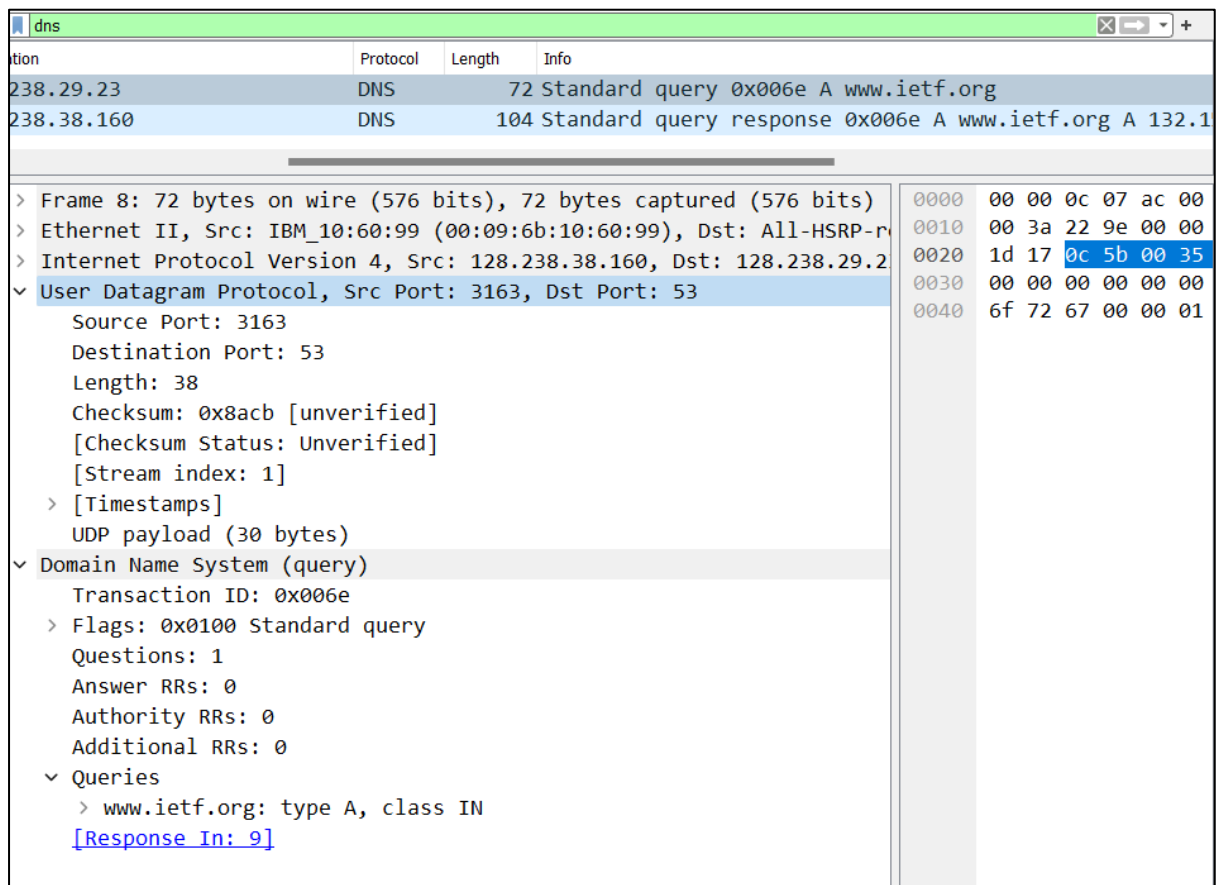 dns
+
ation Protocol Length Info
238.29.23 DNS 72 Standard query 0x006e A www.ietf.org
238.38.160 DNS 104 Standard query response 0x006e A www.ietf.org A 132.1
> Frame 8: 72 bytes on wire (576 bits), 72 bytes captured (576 bits)
> Ethernet II, Src: IBM_10:60:99 (00:09:6b:10:60:99), Dst: All-HSRP-r
> Internet Protocol Version 4, Src: 128.238.38.160, Dst: 128.238.29.2
User Datagram Protocol, Src Port: 3163, Dst Port: 53
Source Port: 3163
Destination Port: 53
Length: 38
Checksum: 0x8acb [unverified]
[Checksum Status: Unverified]
[Stream index: 1]
> [Timestamps]
UDP payload (30 bytes)
Domain Name System (query)
Transaction ID: 0x006e
> Flags: 0x0100 Standard query
Questions: 1
Answer RRs: 0
Authority RRs: 0
Additional RRs: 0
Queries
> www.ietf.org: type A, class IN
[Response In: 9]
0000 00 00 0c 07 ac 00
0010 00 3a 22 9e 00 00
0020 1d 17 0c 5b 00 35
0030 00 00 00 00 00 00
0040 6f 72 67 00 00 01